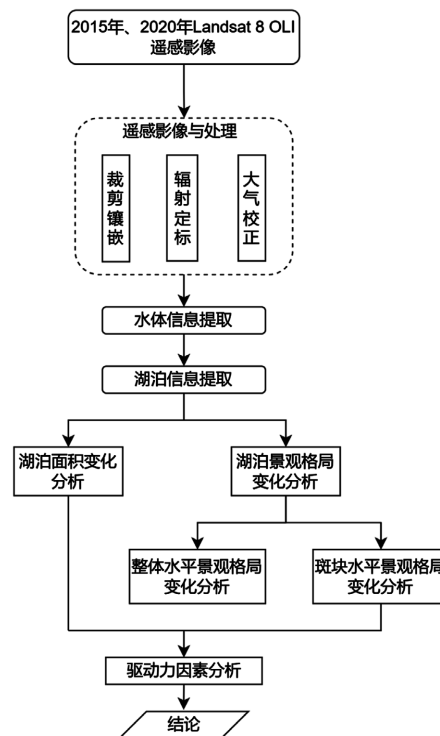 2015年、2020年Landsat 8 OLI
遥感影像
遥感影像与处理
裁剪镶嵌
辐射定标
大气校正
水体信息提取
湖泊信息提取
湖泊面积变化
分析
湖泊景观格局
变化分析
整体水平景观格局
变化分析
斑块水平景观格局
变化分析
驱动力因素分析
结论